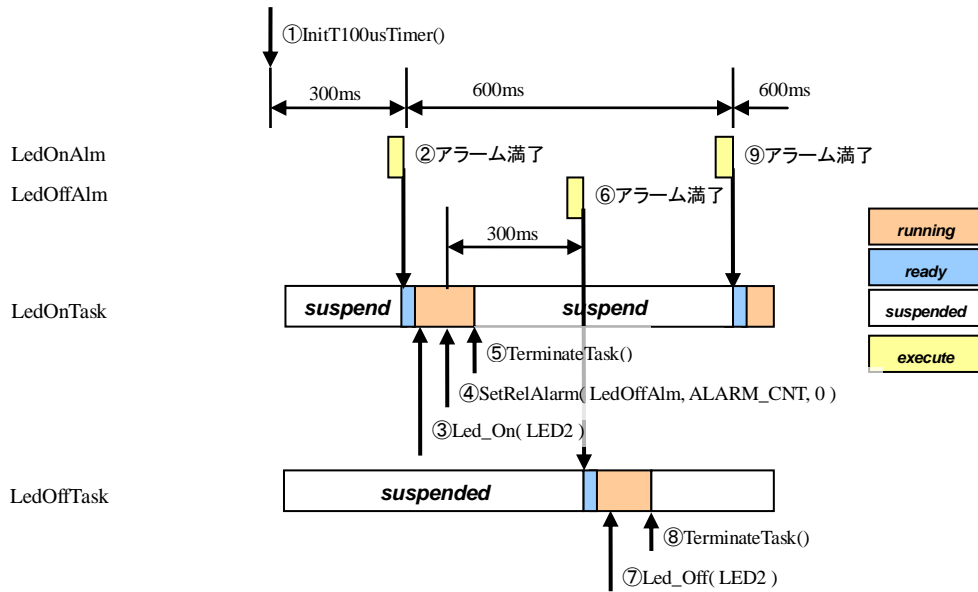 ①InitT100usTimer()
300ms
600ms
600ms
LedOnAlm
②アラーム満了
⑨アラーム満了
LedOffAlm
⑥アラーム満了
300ms
running
ready
suspended
execute
LedOnTask
suspend
suspend
⑤TerminateTask()
④SetRelAlarm( LedOffAlm, ALARM_CNT, 0 )
③Led_On( LED2 )
LedOffTask
suspended
⑧TerminateTask()
⑦Led_Off( LED2 )